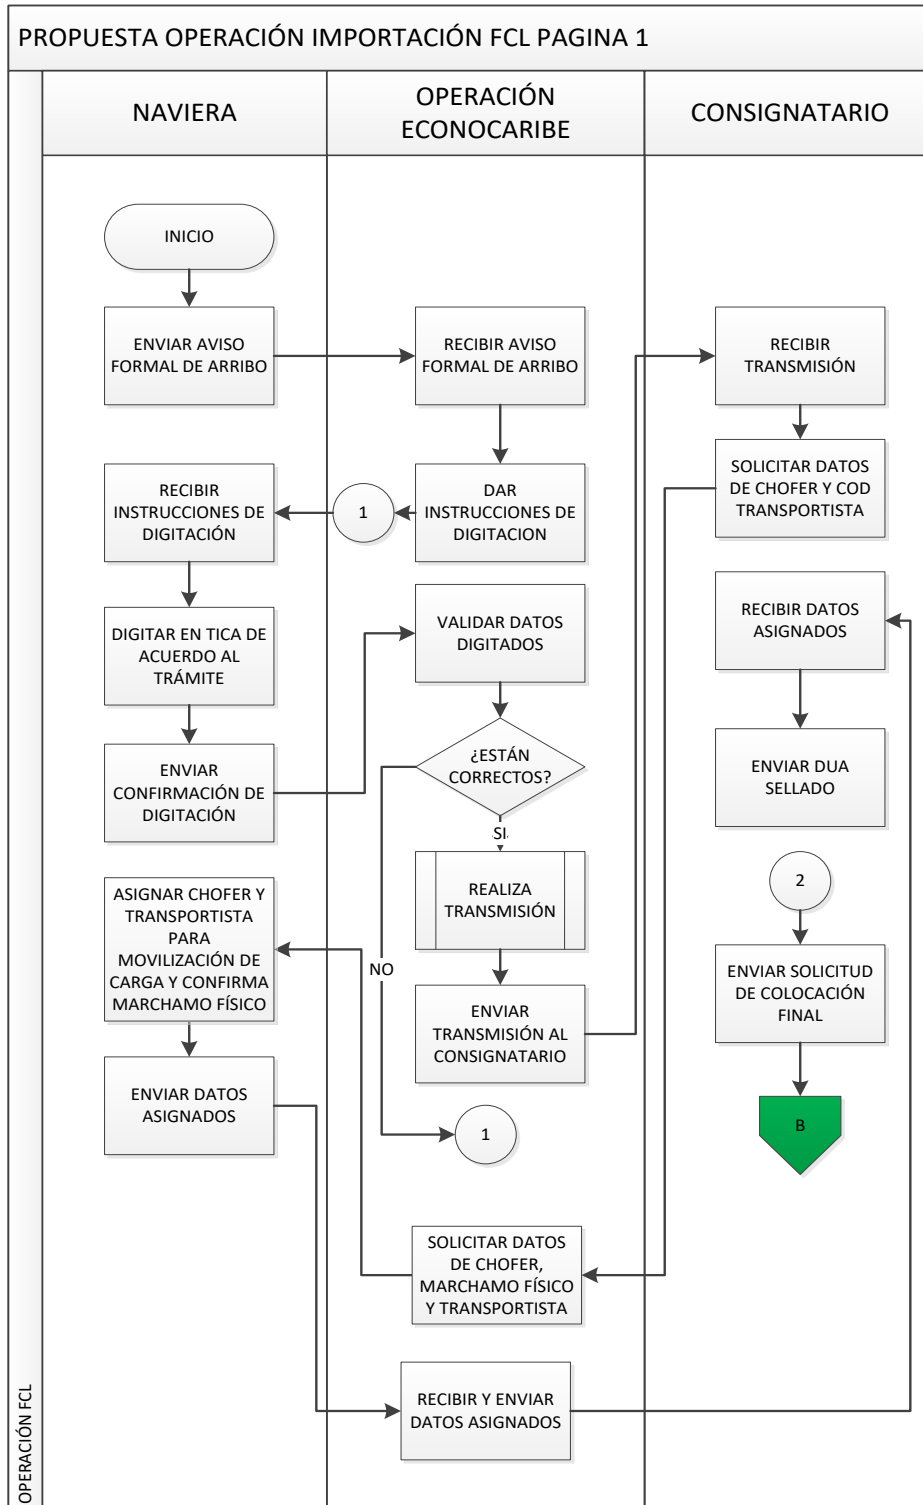 PROPUESTA OPERACIÓN IMPORTACIÓN FCL PAGINA 1
NAVIERA
OPERACIÓN
ECONOCARIBE
CONSIGNATARIO
INICIO
ENVIAR AVISO
FORMAL DE ARRIBO
RECIBIR AVISO
FORMAL DE ARRIBO
RECIBIR
TRANSMISIÓN
RECIBIR
INSTRUCCIONES DE
DIGITACIÓN
1
DAR
INSTRUCCIONES DE
DIGITACION
SOLICITAR DATOS
DE CHOFER Y COD
TRANSPORTISTA
DIGITAR EN TICA DE
ACUERDO AL
TRÁMITE
VALIDAR DATOS
DIGITADOS
RECIBIR DATOS
ASIGNADOS
ENVIAR
CONFIRMACIÓN DE
DIGITACIÓN
¿ESTÁN
CORRECTOS?
ENVIAR DUA
SELLADO
SI
ASIGNAR CHOFER Y
TRANSPORTISTA
PARA
MOVILIZACIÓN DE
CARGA Y CONFIRMA
MARCHAMO FÍSICO
NO
REALIZA
TRANSMISIÓN
2
ENVIAR
TRANSMISIÓN AL
CONSIGNATARIO
ENVIAR SOLICITUD
DE COLOCACIÓN
FINAL
ENVIAR DATOS
ASIGNADOS
1
B
SOLICITAR DATOS
DE CHOFER,
MARCHAMO FÍSICO
Y TRANSPORTISTA
RECIBIR Y ENVIAR
DATOS ASIGNADOS
OPERACIÓN FCL